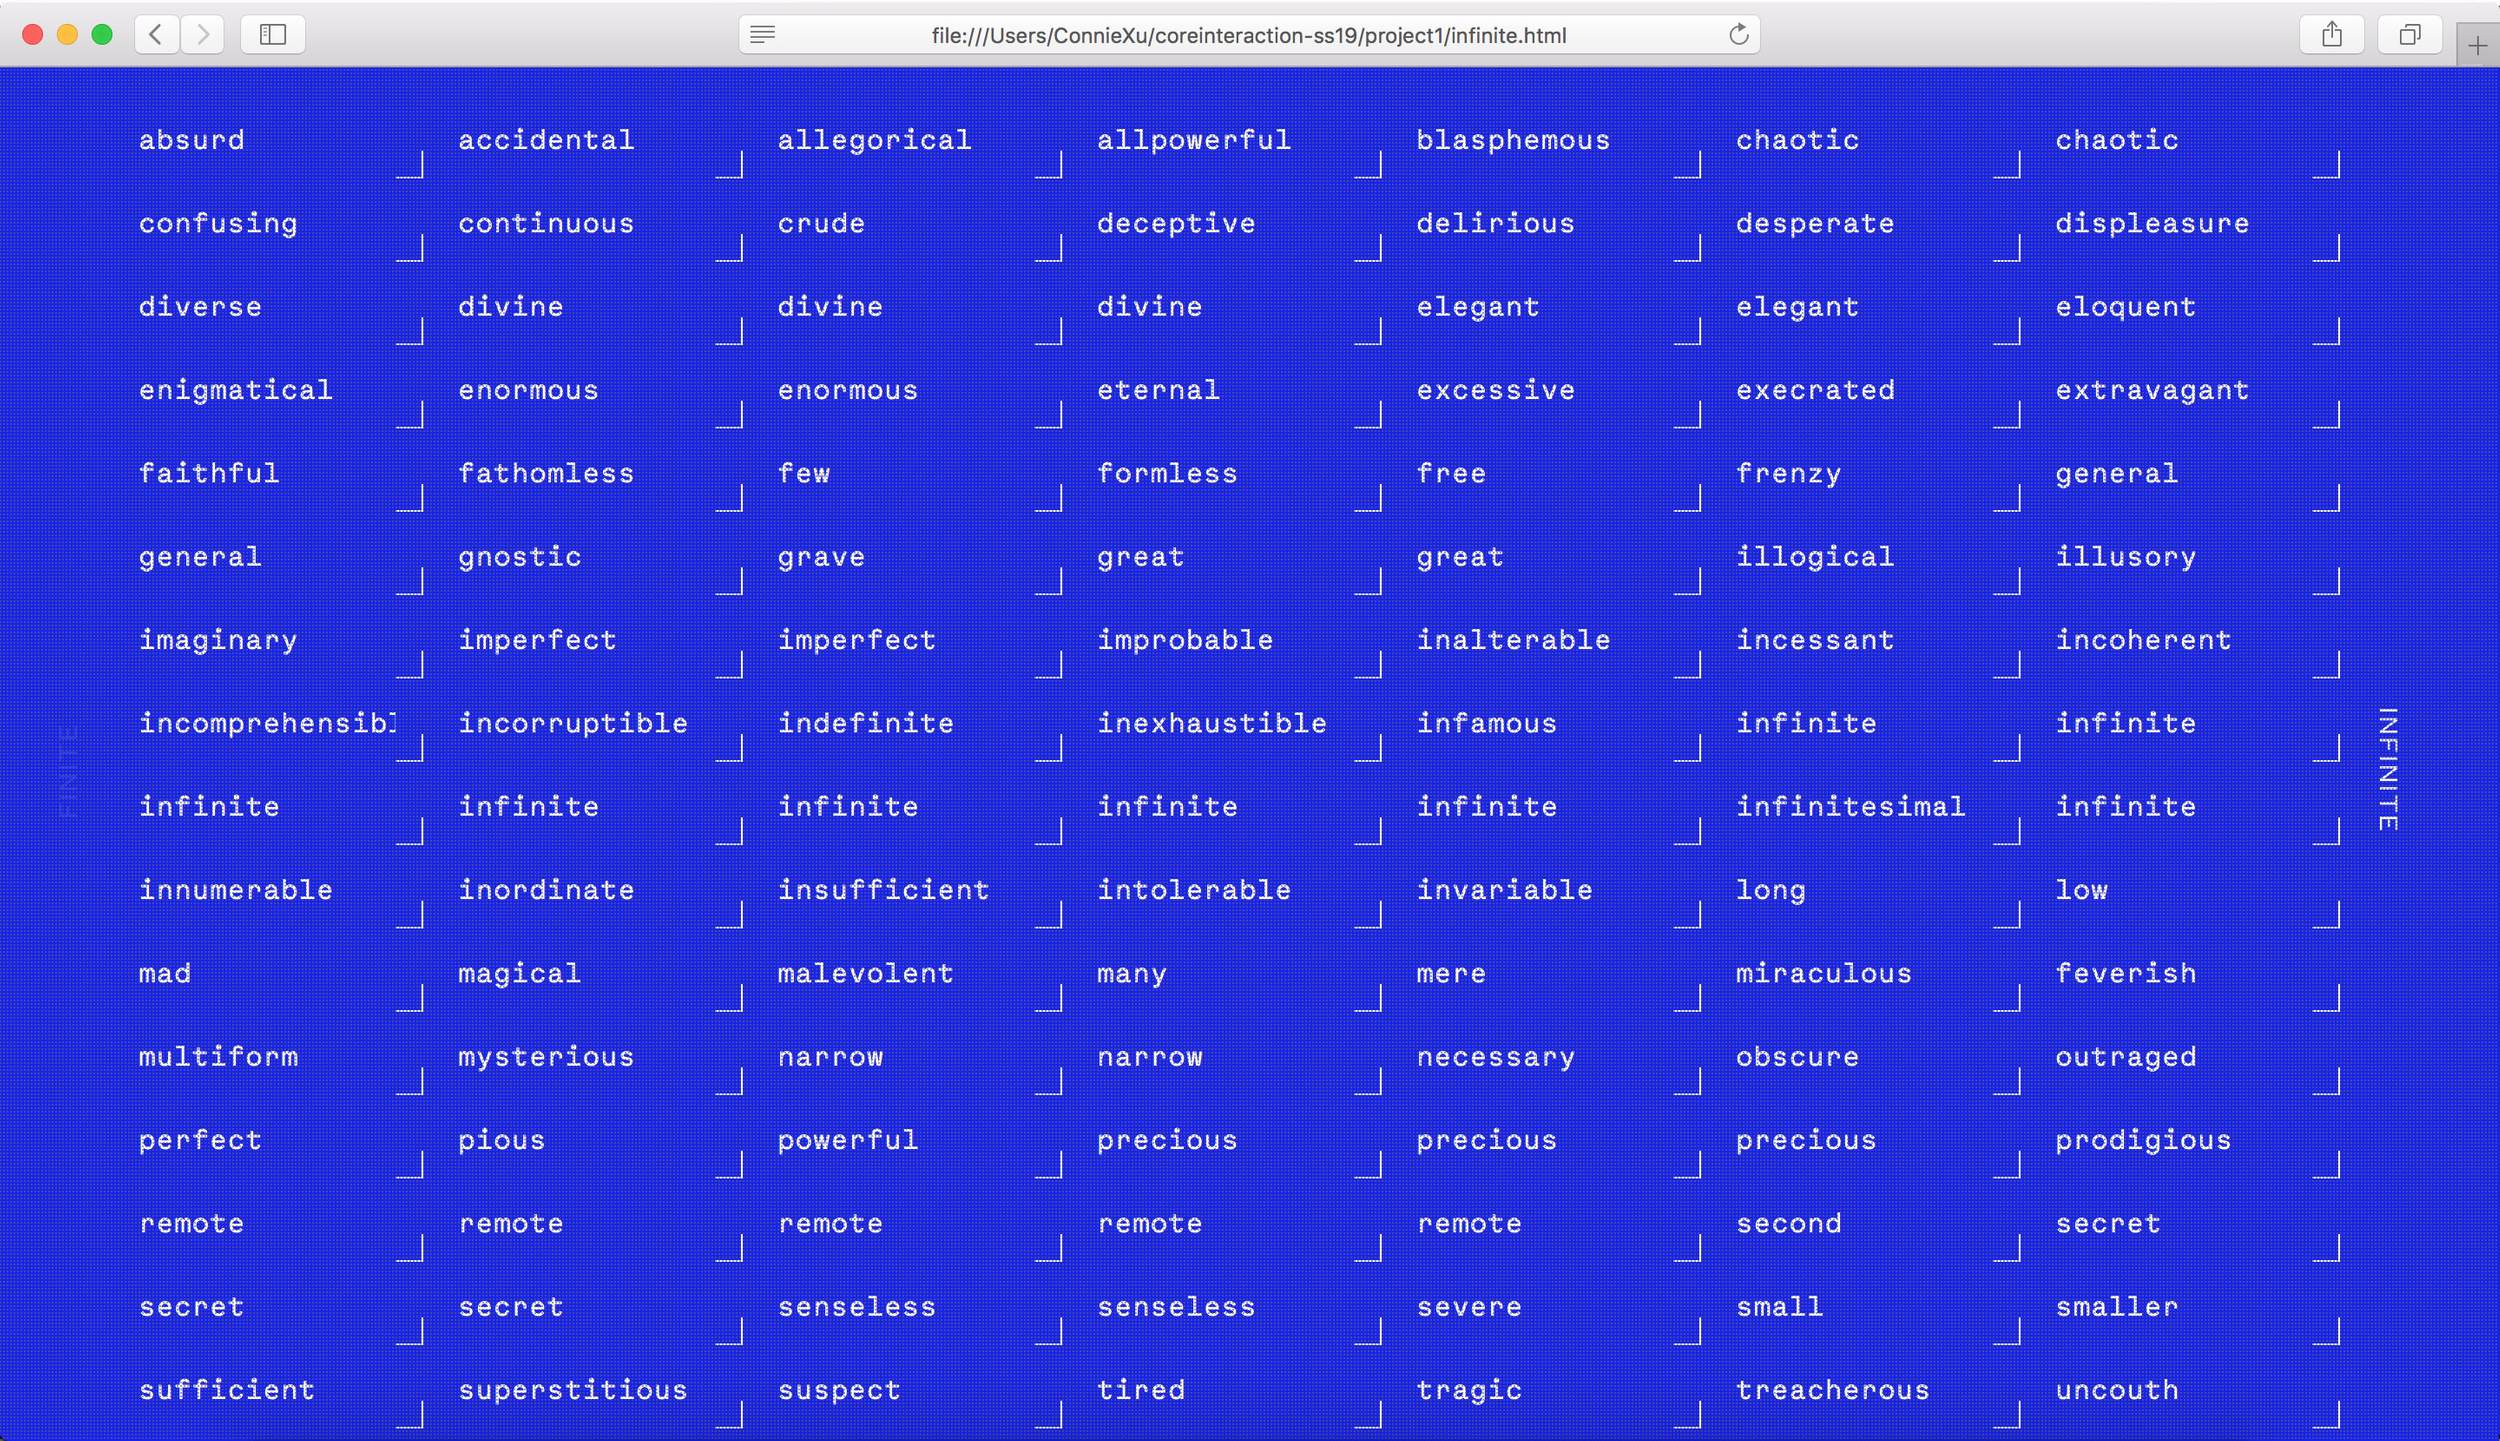 file:///Users/ConnieXu/coreinteraction-ss19/project1/infinite.html
absurd accidental allegorical allpowerful blasphemous chaotic chaotic
confusing continuous crude deceptive delirious desperate displeasure
diverse divine divine divine elegant elegant eloquent
enigmatical enormous enormous eternal excessive execrated extravagant
faithful fathomless few formless free frenzy general
general gnostic grave great great illogical illusory
imaginary imperfect imperfect improbable inalterable incessant incoherent
incomprehensibl incorruptible indefinite inexhaustible infamous infinite infinite
FINITE
INFINITE
infinite infinite infinite infinite infinite infinitesimal infinite
innumerable inordinate insufficient intolerable invariable long low
mad magical malevolent many mere miraculous feverish
multiform mysterious narrow narrow necessary obscure outraged
perfect pious powerful precious precious precious prodigious
remote remote remote remote remote second secret
secret secret senseless senseless severe small smaller
sufficient superstitious suspect tired tragic treacherous uncouth